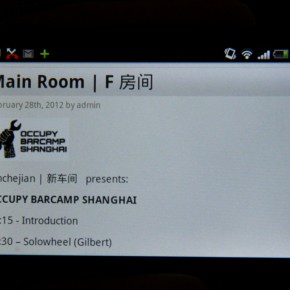 Main Room | F 房间
bruary 28th, 2012 by admin
OCCUPY
BARCAMP
SHANGHAI
nchejian | 新车间 presents:
CCUPY BARCAMP SHANGHAI
:15 - Introduction
:30 – Solowheel (Gilbert)